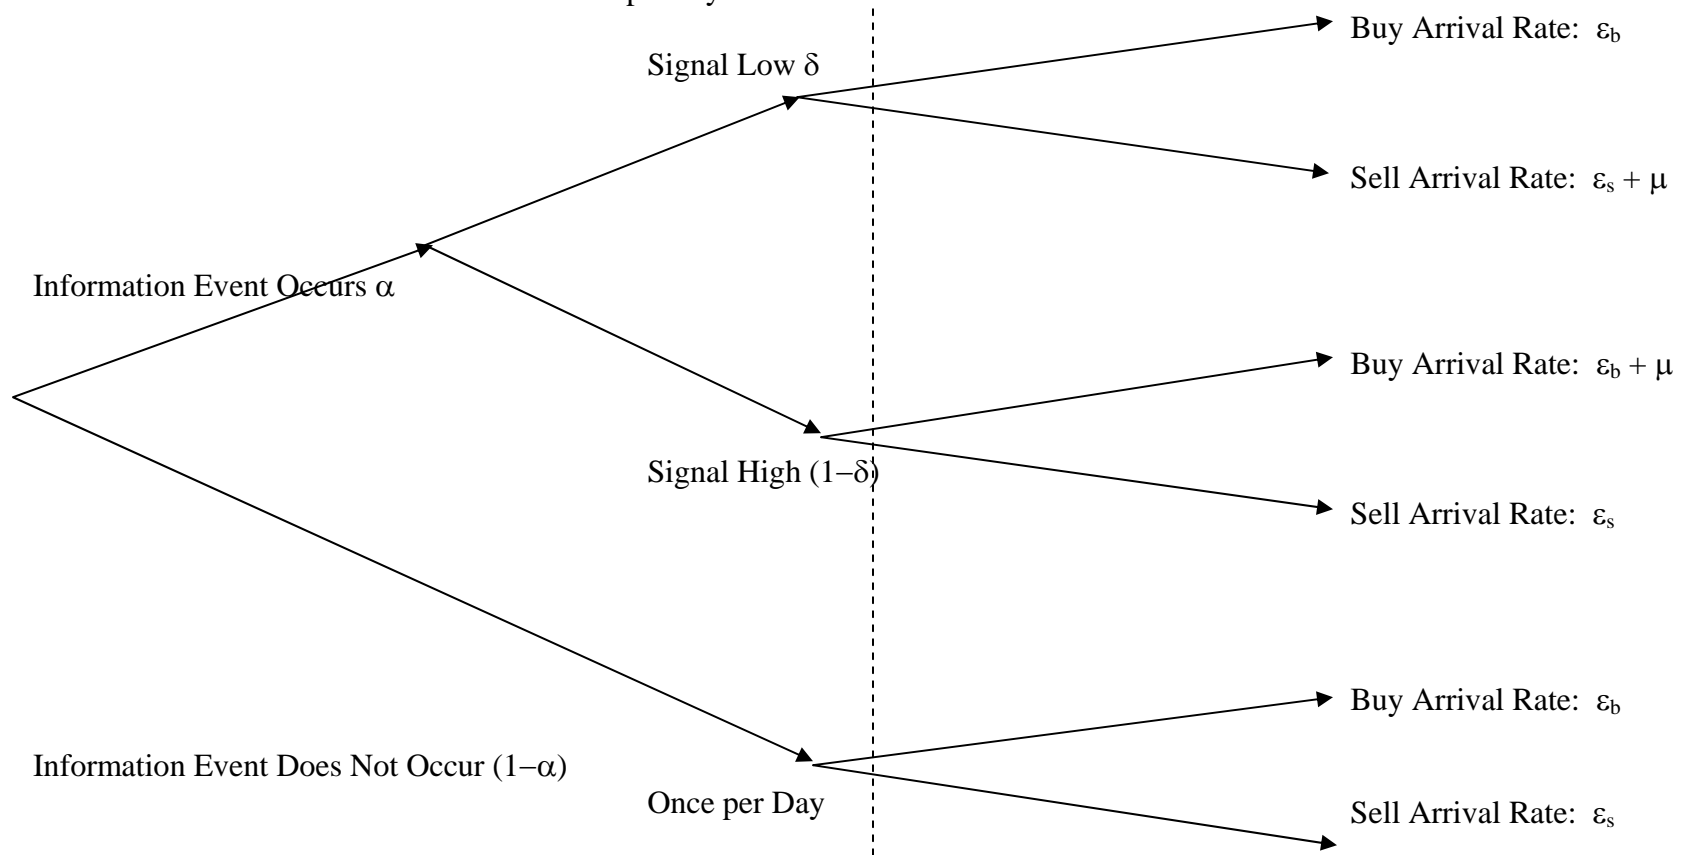 Buy Arrival Rate: εb
Signal Low δ
Sell Arrival Rate: εs + μ
Information Event Occurs α
Buy Arrival Rate: εb + μ
Signal High (1−δ)
Sell Arrival Rate: εs
Buy Arrival Rate: εb
Information Event Does Not Occur (1−α)
Once per Day
Sell Arrival Rate: εs